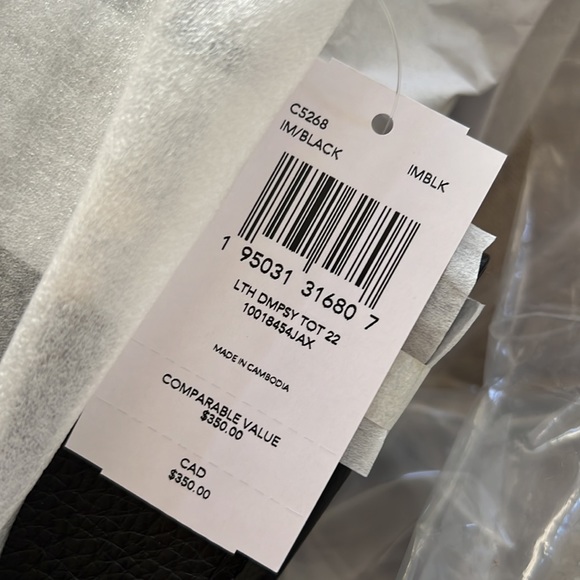 C5268
IM/BLACK
IMBLK
1 95031 31680 7
LTH DMPSY TOT 22
10018454JAX
MADE IN CAMBODIA
COMPARABLE VALUE
$350.00
CAD
$350.00